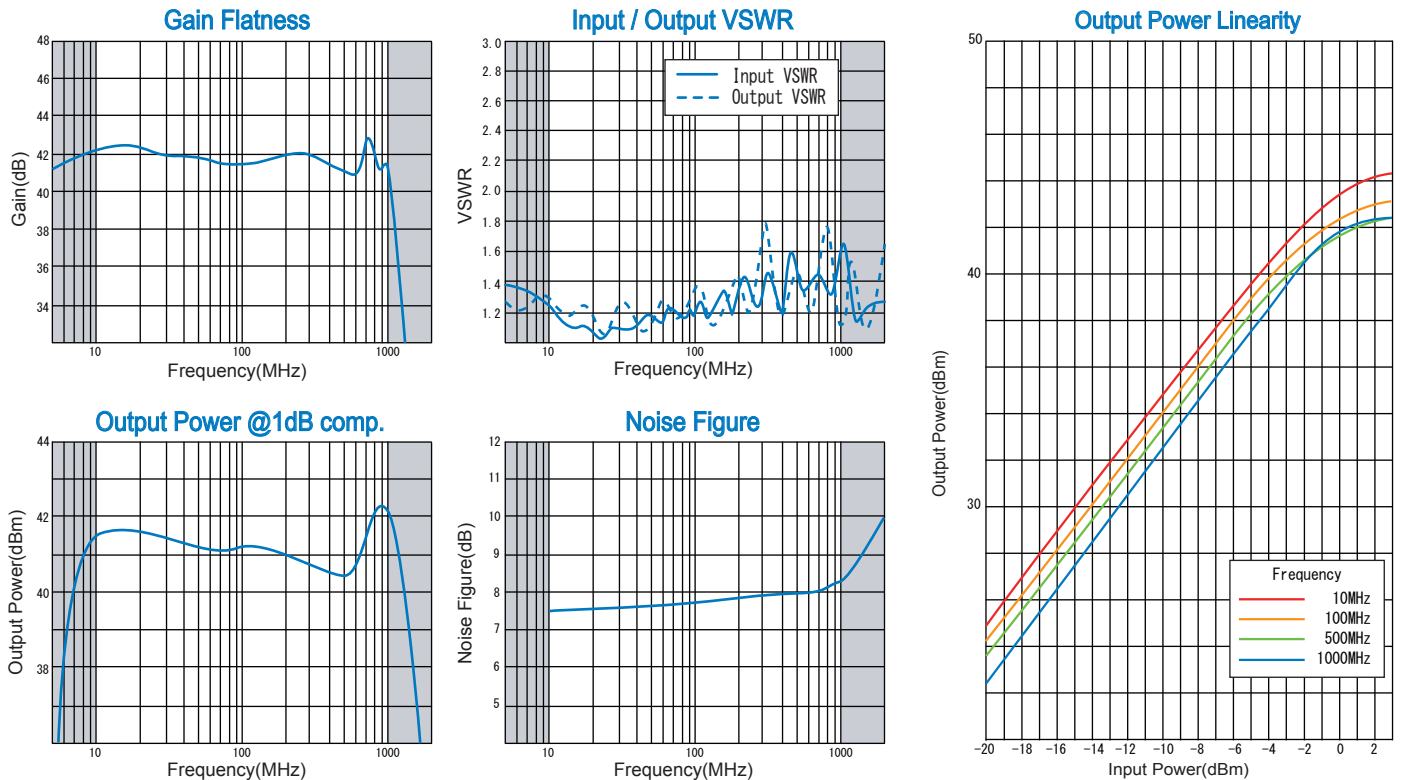 Gain Flatness
48
46
44
42
40
38
36
34
Gain(dB)
10
100
1000
Frequency(MHz)
Input / Output VSWR
3.0
2.8
2.6
2.4
2.2
2.0
1.8
1.6
1.4
1.2
VSWR
Input VSWR
Output VSWR
10
100
1000
Frequency(MHz)
Output Power @1dB comp.
44
42
40
38
Output Power(dBm)
10
100
1000
Frequency(MHz)
Noise Figure
12
11
10
9
8
7
6
5
Noise Figure(dB)
10
100
1000
Frequency(MHz)
Output Power Linearity
50
40
30
Output Power(dBm)
Frequency
10MHz
100MHz
500MHz
1000MHz
-20 -18 -16 -14 -12 -10 -8 -6 -4 -2 0 2
Input Power(dBm)